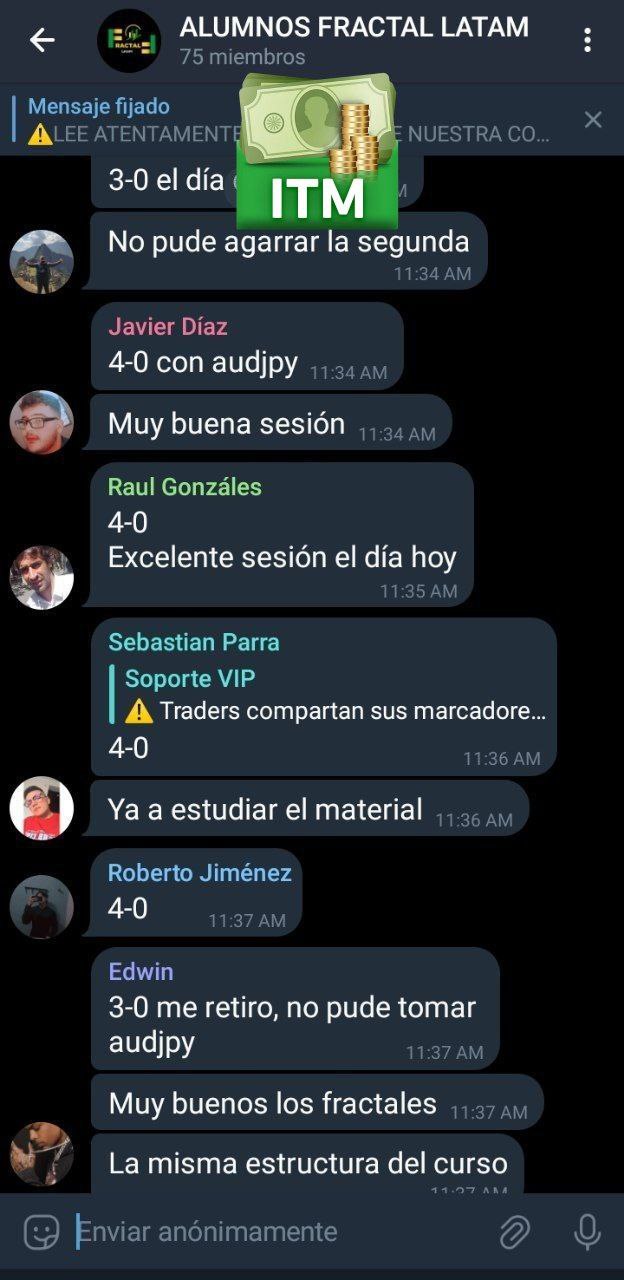 ALUMNOS FRACTAL LATAM
75 miembros
Mensaje fijado
⚠️LEE ATENTAMENTE NUESTRA CO...
ITM
3-0 el día
No pude agarrar la segunda
11:34 AM
Javier Díaz
4-0 con audjpy 11:34 AM
Muy buena sesión 11:34 AM
Raul Gonzáles
4-0
Excelente sesión el día hoy
11:35 AM
Sebastian Parra
Soporte VIP
⚠️ Traders compartan sus marcadore...
4-0 11:36 AM
Ya a estudiar el material 11:36 AM
Roberto Jiménez
4-0 11:37 AM
Edwin
3-0 me retiro, no pude tomar
audjpy 11:37 AM
Muy buenos los fractales 11:37 AM
La misma estructura del curso
11:37 AM
Enviar anónimamente